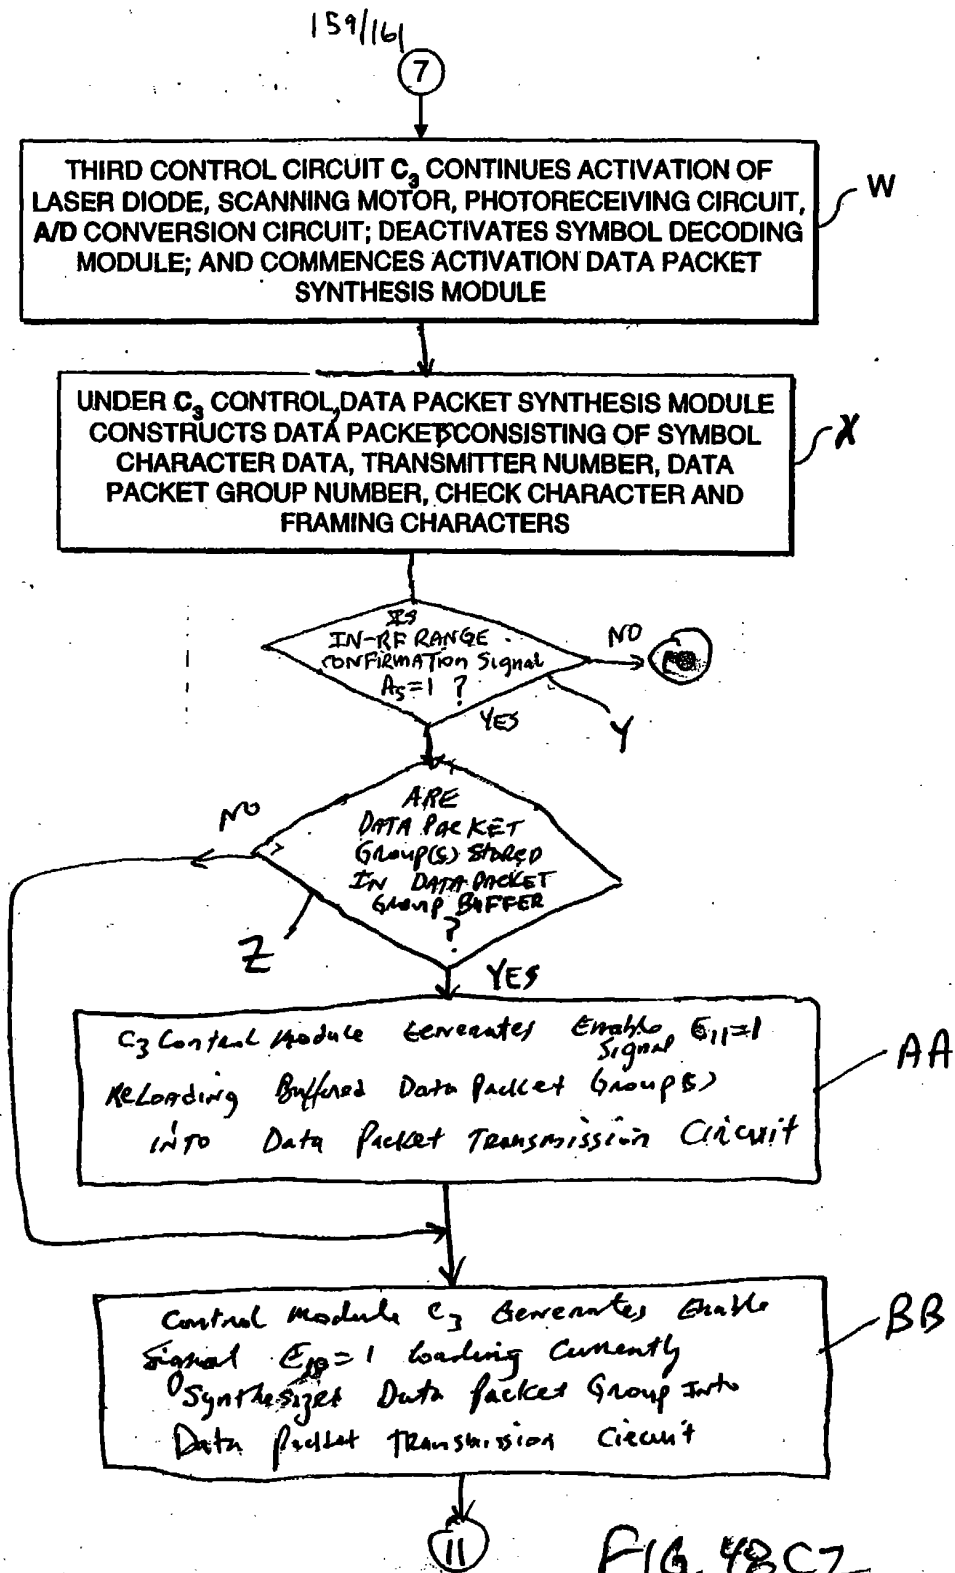 159/161
7
THIRD CONTROL CIRCUIT C3 CONTINUES ACTIVATION OF
LASER DIODE, SCANNING MOTOR, PHOTORECEIVING CIRCUIT,
A/D CONVERSION CIRCUIT; DEACTIVATES SYMBOL DECODING
MODULE; AND COMMENCES ACTIVATION DATA PACKET
SYNTHESIS MODULE
W
UNDER C3 CONTROL, DATA PACKET SYNTHESIS MODULE
CONSTRUCTS DATA PACKETS CONSISTING OF SYMBOL
CHARACTER DATA, TRANSMITTER NUMBER, DATA
PACKET GROUP NUMBER, CHECK CHARACTER AND
FRAMING CHARACTERS
X
IS
IN-RF RANGE
CONFIRMATION Signal
A5=1 ?
NO
YES
Y
ARE
DATA PACKET
Group(s) STORED
IN DATA PACKET
Group BUFFER
?
NO
Z
YES
C3 Control Module Generates Enable Signal E11=1
ReLoading Buffered Data Packet Group(s)
INTO Data Packet Transmission Circuit
AA
Control Module C3 Generates Enable
Signal =1 loading Currently
Synthesized Data Packet Group Into
Data Packet Transmission Circuit
BB
11
FIG. 48C2